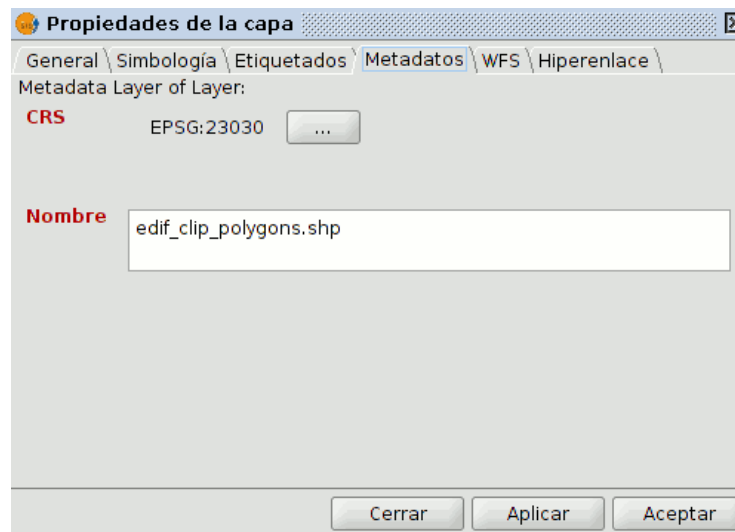 Propiedades de la capa
General Simbología Etiquetados Metadatos WFS Hiperenlace
Metadata Layer of Layer:
CRS EPSG:23030 ...
Nombre edif_clip_polygons.shp
Cerrar Aplicar Aceptar